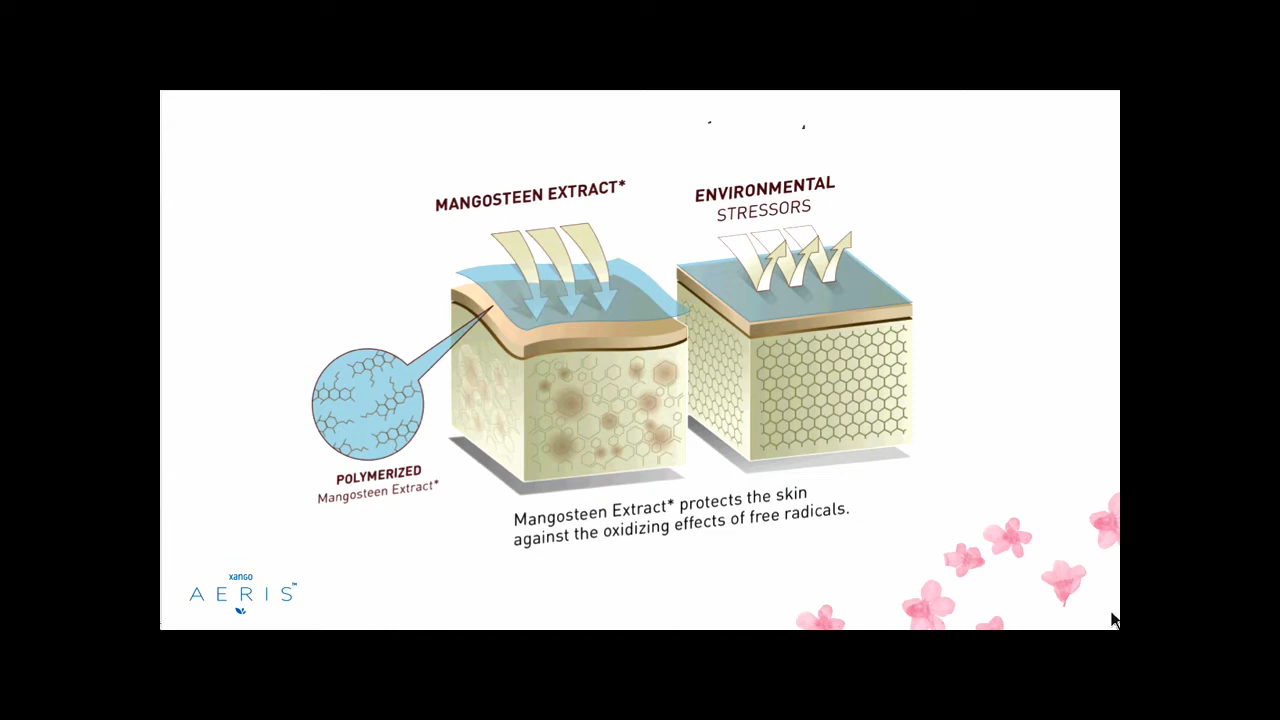 MANGOSTEEN EXTRACT*
ENVIRONMENTAL
STRESSORS
POLYMERIZED
Mangosteen Extract*
Mangosteen Extract* protects the skin
against the oxidizing effects of free radicals.
xango
AERIS™